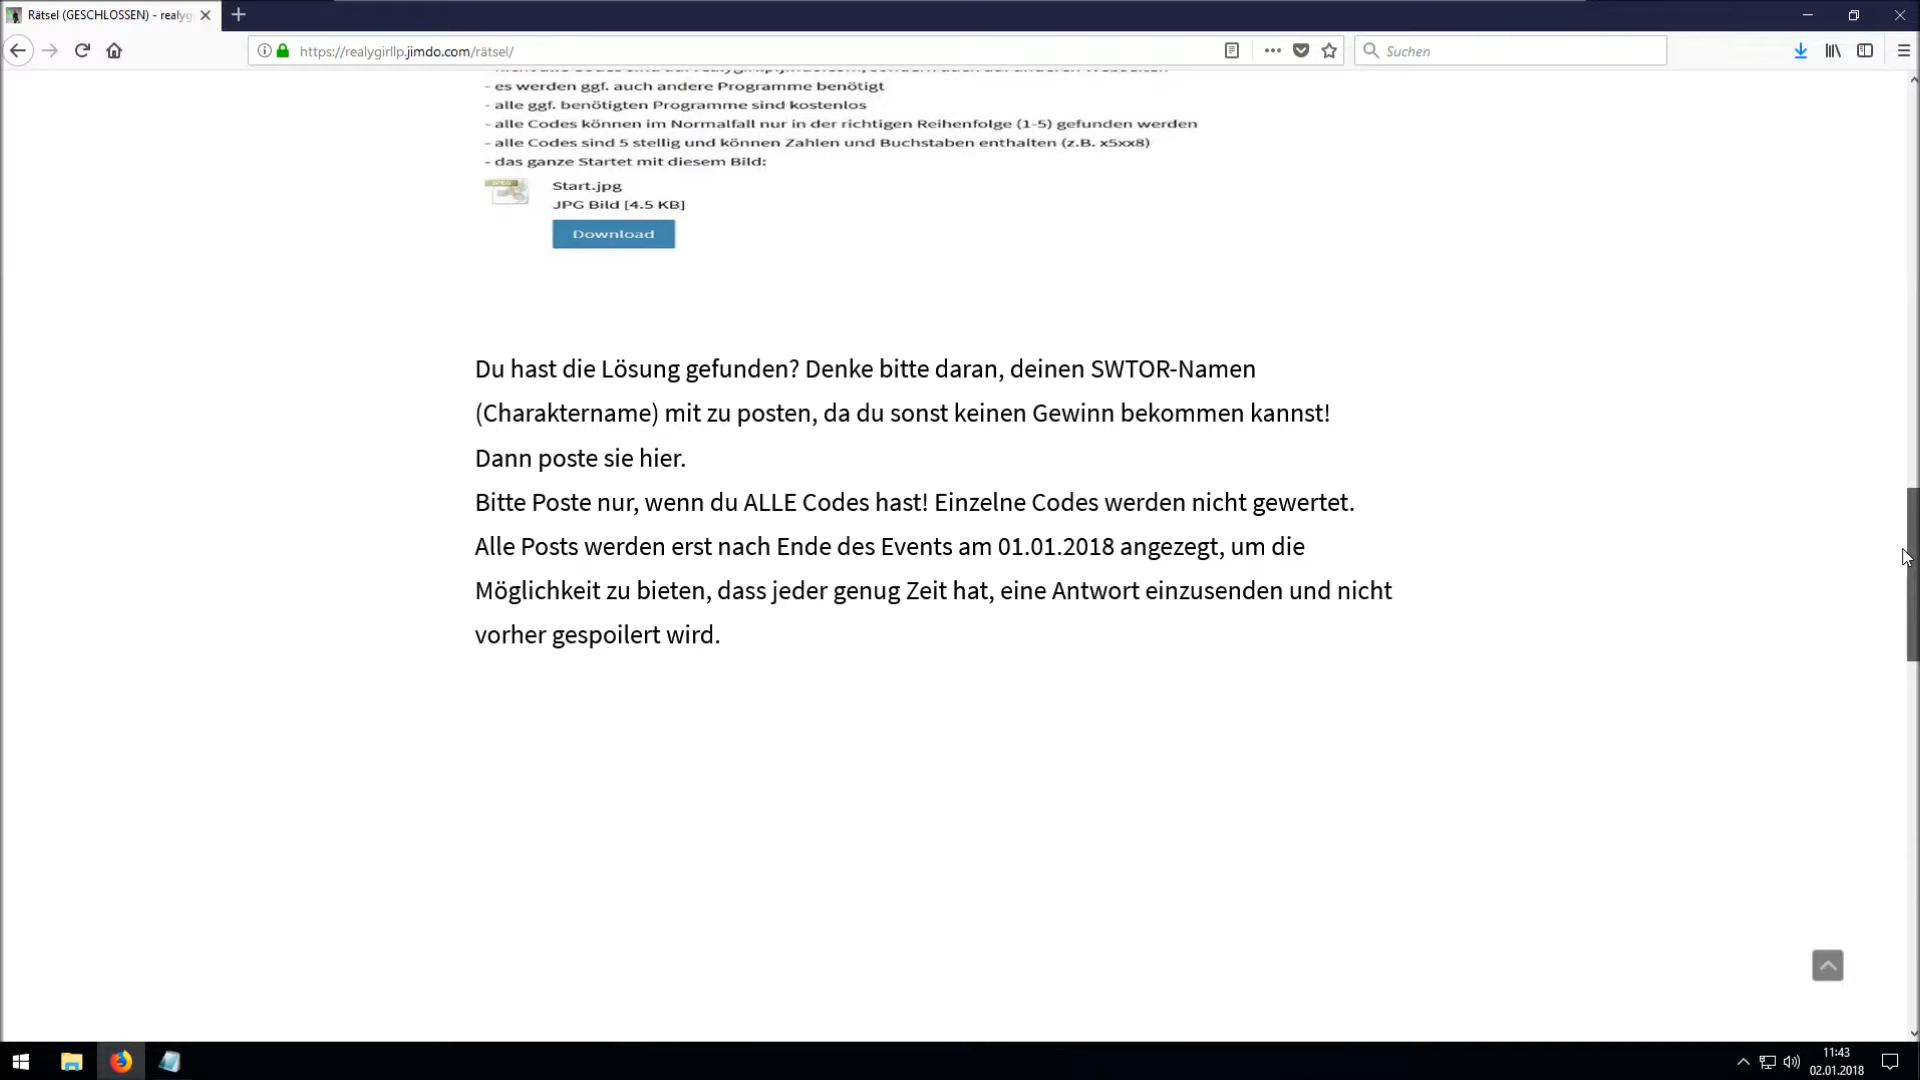 Rätsel (GESCHLOSSEN) - realyg
https://realygirllp.jimdo.com/rätsel/
Suchen
- es werden ggf. auch andere Programme benötigt
- alle ggf. benötigten Programme sind kostenlos
- alle Codes können im Normalfall nur in der richtigen Reihenfolge (1-5) gefunden werden
- alle Codes sind 5 stellig und können Zahlen und Buchstaben enthalten (z.B. x5xx8)
- das ganze Startet mit diesem Bild:
Start.jpg
JPG Bild [4.5 KB]
Download
Du hast die Lösung gefunden? Denke bitte daran, deinen SWTOR-Namen
(Charaktername) mit zu posten, da du sonst keinen Gewinn bekommen kannst!
Dann poste sie hier.
Bitte Poste nur, wenn du ALLE Codes hast! Einzelne Codes werden nicht gewertet.
Alle Posts werden erst nach Ende des Events am 01.01.2018 angezegt, um die
Möglichkeit zu bieten, dass jeder genug Zeit hat, eine Antwort einzusenden und nicht
vorher gespoilert wird.
11:43
02.01.2018